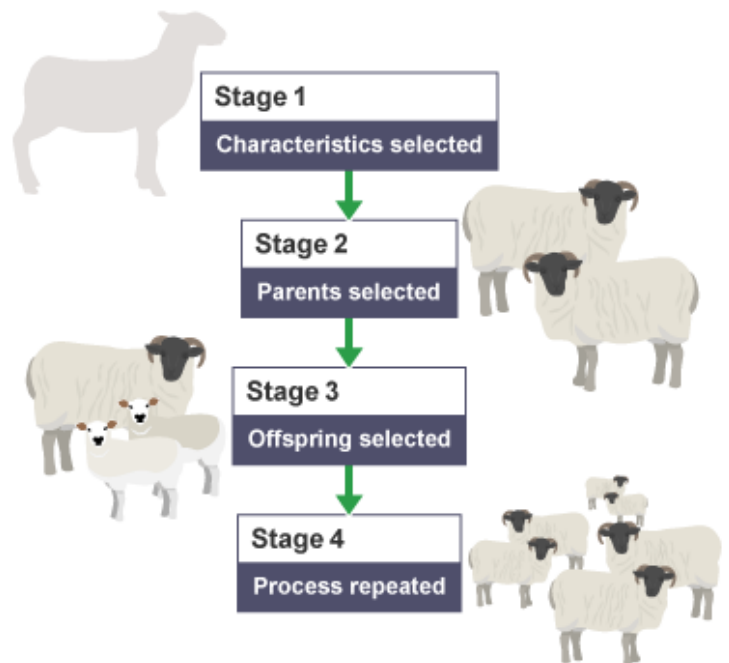 Stage 1
Characteristics selected
Stage 2
Parents selected
Stage 3
Offspring selected
Stage 4
Process repeated